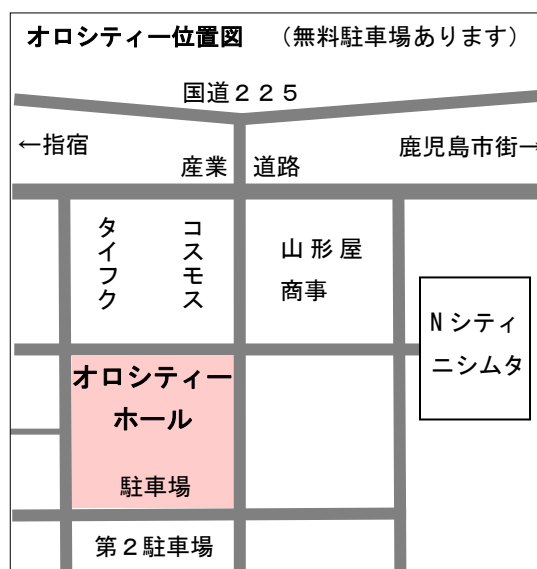 オロシティー位置図 （無料駐車場あります）
国道２２５
←指宿
鹿児島市街→
産業 道路
タイフク
コスモス
山形屋
商事
Nシティ
ニシムタ
オロシティー
ホール
駐車場
第２駐車場